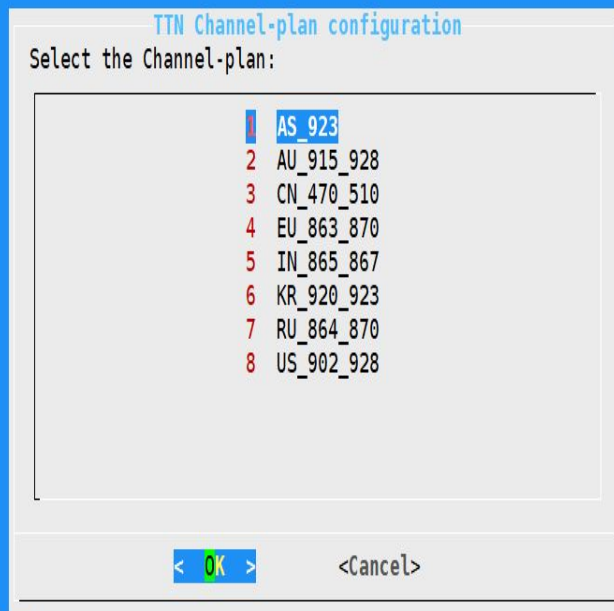 TTN Channel-plan configuration
Select the Channel-plan:
1 AS_923
2 AU_915_928
3 CN_470_510
4 EU_863_870
5 IN_865_867
6 KR_920_923
7 RU_864_870
8 US_902_928
< OK > <Cancel>